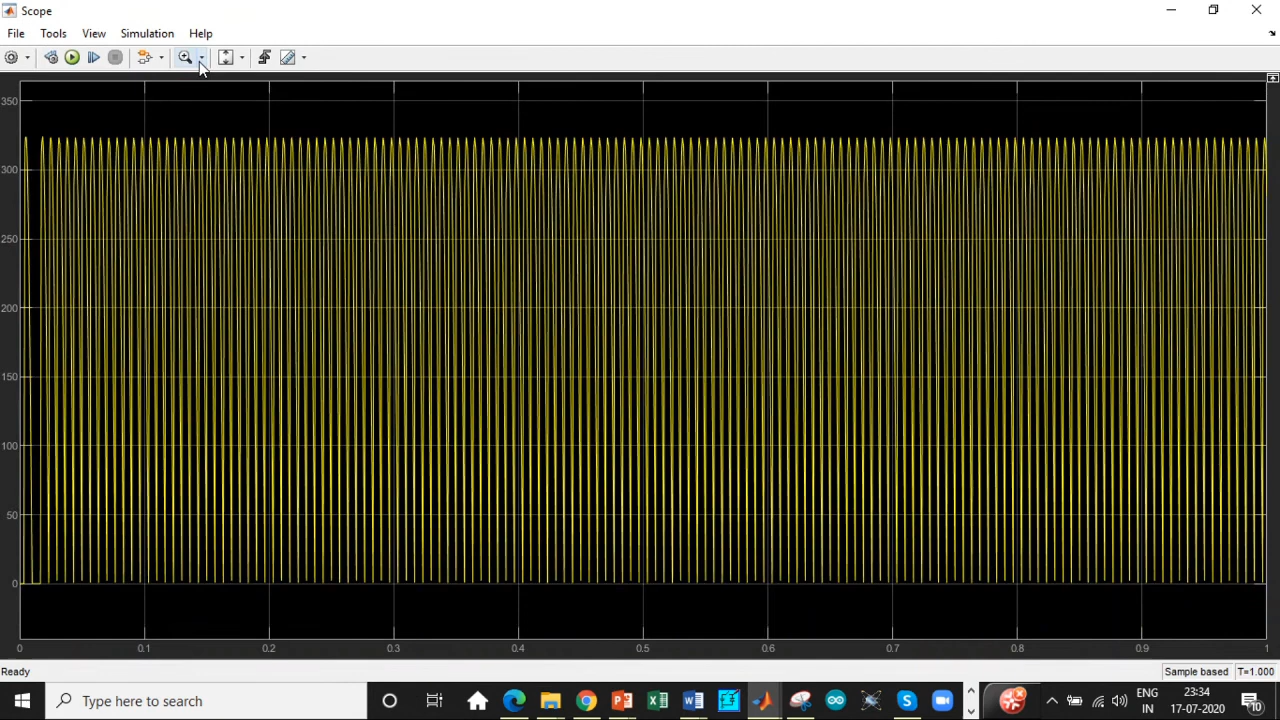 Scope
File Tools View Simulation Help
350
300
250
200
150
100
50
0
0 0.1 0.2 0.3 0.4 0.5 0.6 0.7 0.8 0.9 1
Ready Sample based T=1.000
Type here to search
ENG 23:34
IN 17-07-2020 10